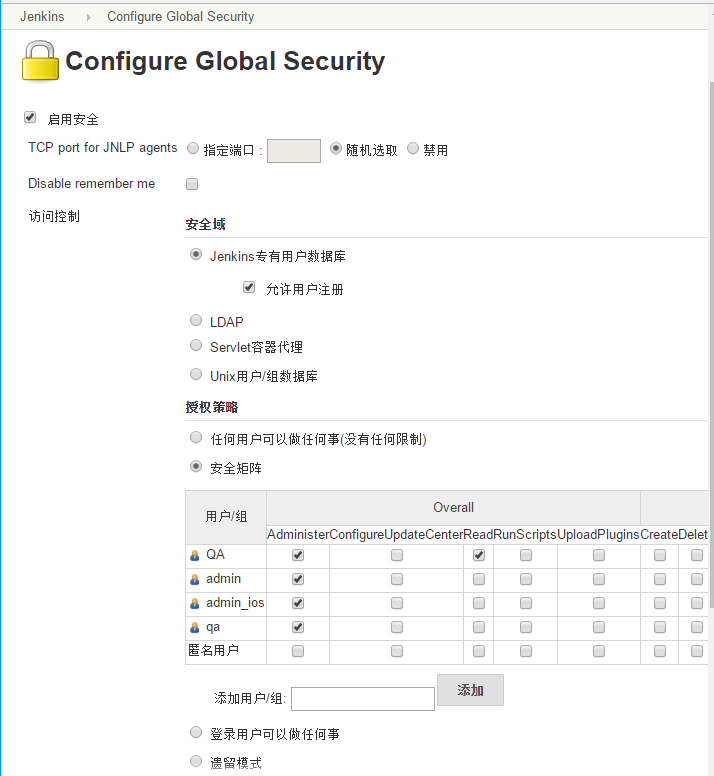 Jenkins Configure Global Security
Configure Global Security
启用安全
TCP port for JNLP agents 指定端口 : 随机选取 禁用
Disable remember me
访问控制
安全域
Jenkins专有用户数据库
允许用户注册
LDAP
Servlet容器代理
Unix用户/组数据库
授权策略
任何用户可以做任何事(没有任何限制)
安全矩阵
用户/组 Overall
Administer ConfigureUpdateCenter Read RunScripts UploadPlugins Create Delet
QA
admin
admin_ios
qa
匿名用户
添加用户/组: 添加
登录用户可以做任何事
遗留模式